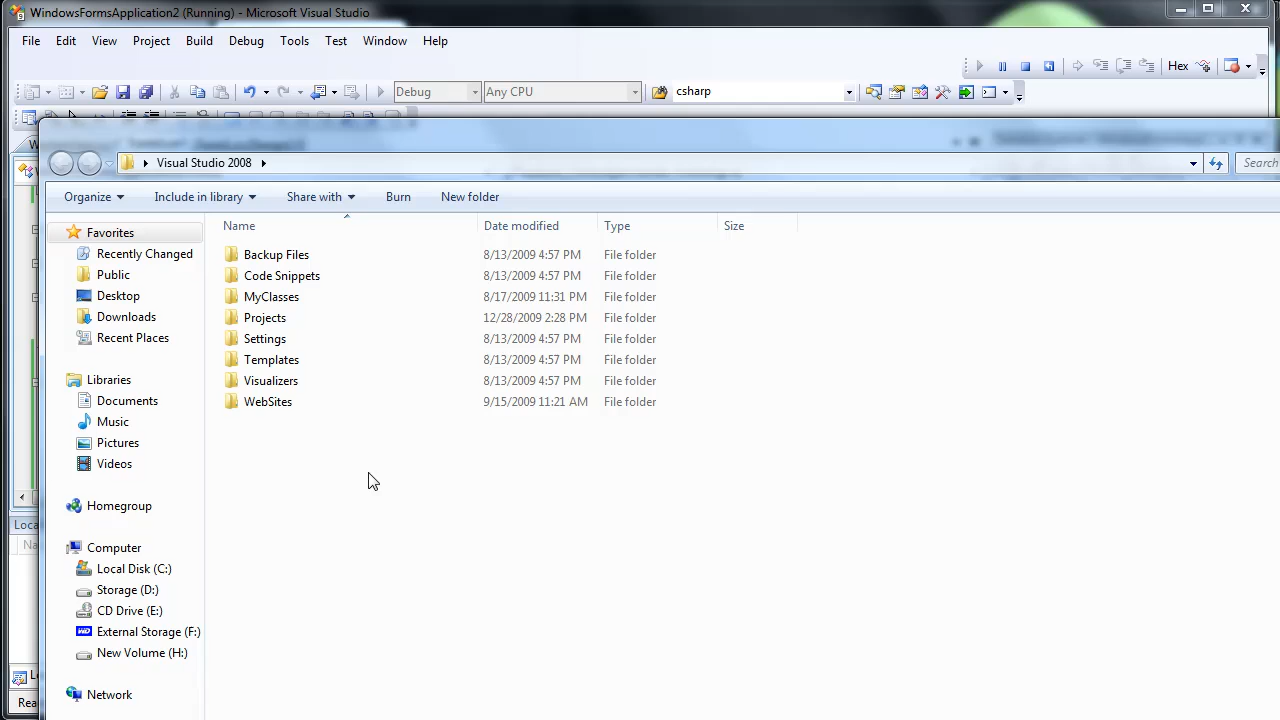 WindowsFormsApplication2 (Running) - Microsoft Visual Studio
File Edit View Project Build Debug Tools Test Window Help
Hex
Debug Any CPU csharp
Visual Studio 2008
Search
Organize Include in library Share with Burn New folder
Name Date modified Type Size
Favorites
Recently Changed
Public
Desktop
Downloads
Recent Places
Libraries
Documents
Music
Pictures
Videos
Homegroup
Computer
Local Disk (C:)
Storage (D:)
CD Drive (E:)
External Storage (F:)
New Volume (H:)
Network
Backup Files 8/13/2009 4:57 PM File folder
Code Snippets 8/13/2009 4:57 PM File folder
MyClasses 8/17/2009 11:31 PM File folder
Projects 12/28/2009 2:28 PM File folder
Settings 8/13/2009 4:57 PM File folder
Templates 8/13/2009 4:57 PM File folder
Visualizers 8/13/2009 4:57 PM File folder
WebSites 9/15/2009 11:21 AM File folder
Loca
Na
Lo
Rea